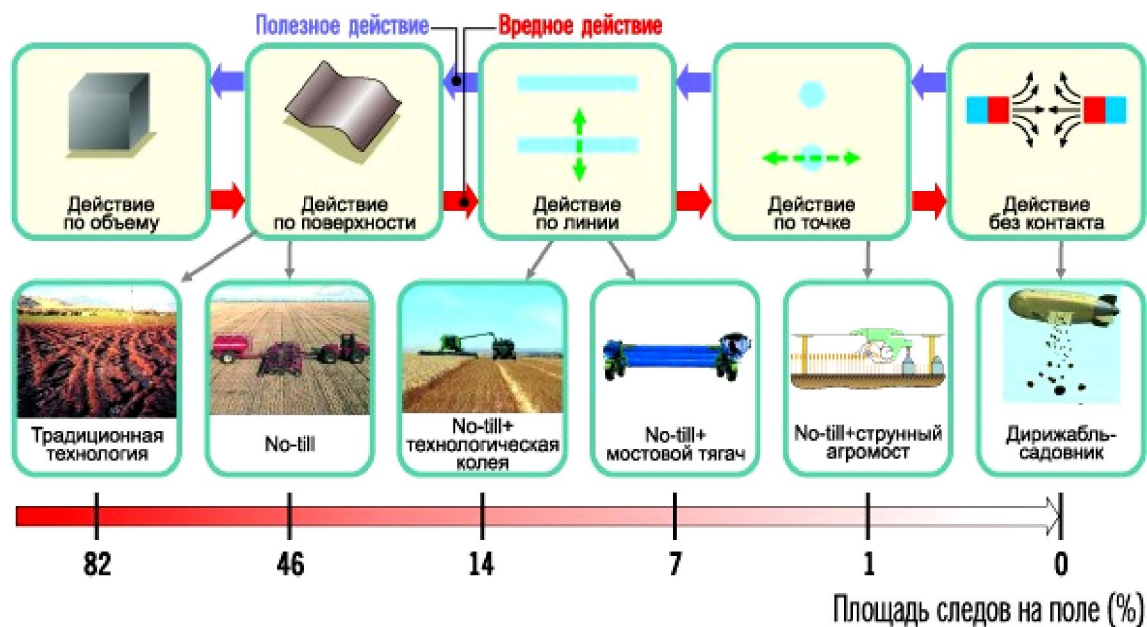 Полезное действие
Вредное действие
Действие
по объему
Действие
по поверхности
Действие
по линии
Действие
по точке
Действие
без контакта
Традиционная
технология
No-till
No-till+
технологическая
колея
No-till+
мостовой тягач
No-till+струнный
агромост
Дирижабль-
садовник
82
46
14
7
1
0
Площадь следов на поле (%)